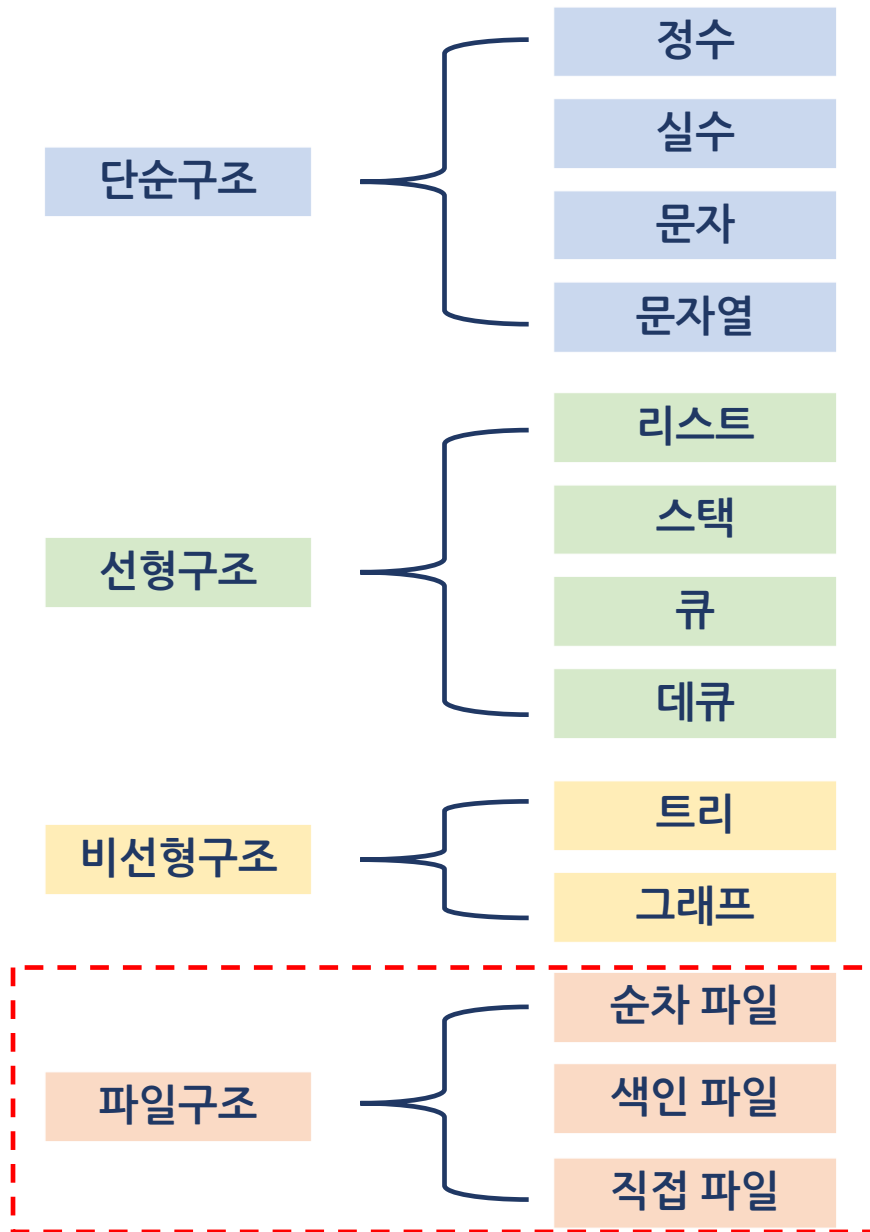 단순구조
정수
실수
문자
문자열
선형구조
리스트
스택
큐
데큐
비선형구조
트리
그래프
파일구조
순차 파일
색인 파일
직접 파일